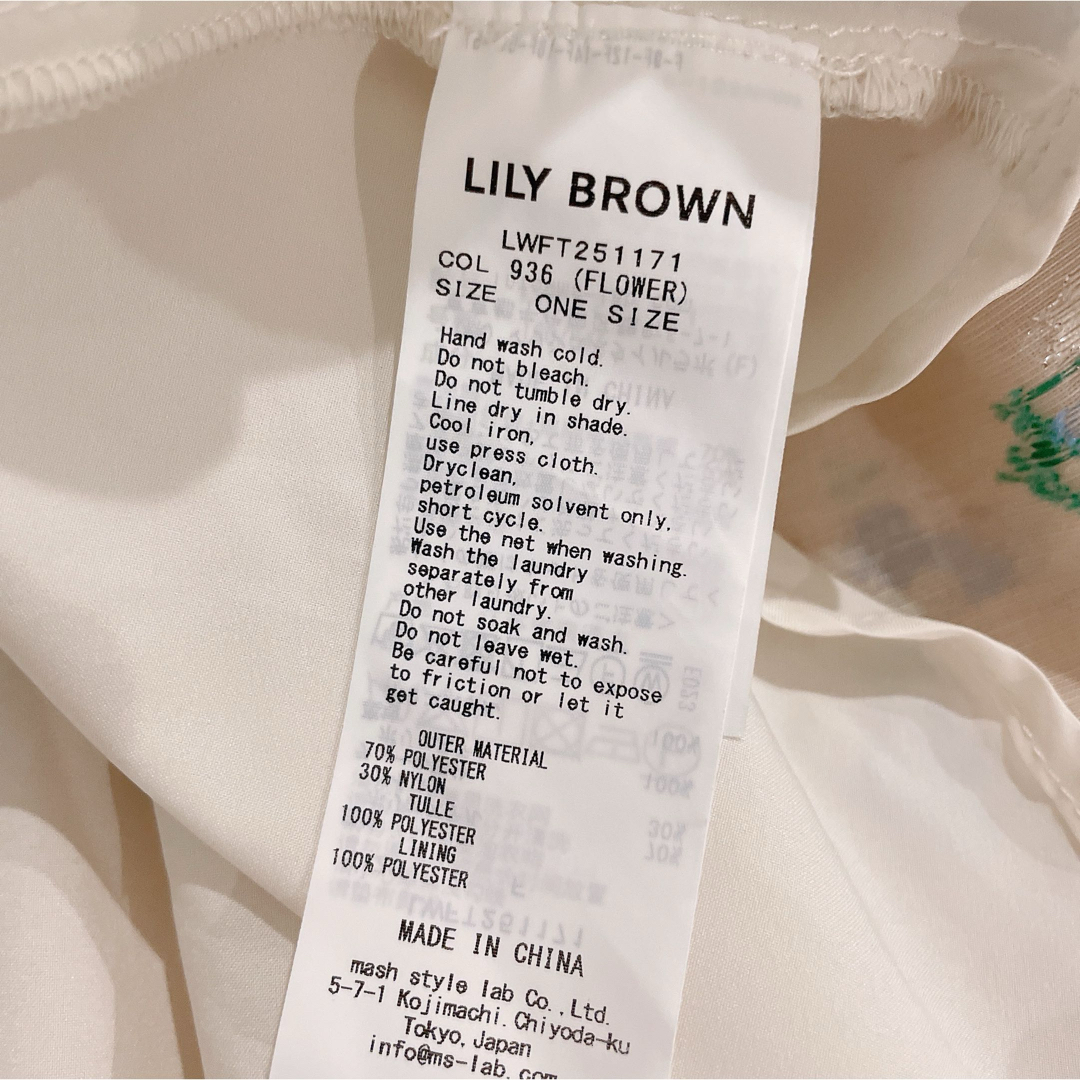 LILY BROWN
LWFT251171
COL 936 (FLOWER)
SIZE ONE SIZE
Hand wash cold.
Do not bleach.
Do not tumble dry.
Line dry in shade.
Cool iron,
use press cloth.
Dryclean,
petroleum solvent only,
short cycle.
Use the net when washing.
Wash the laundry
separately from
other laundry.
Do not soak and wash.
Do not leave wet.
Be careful not to expose
to friction or let it
get caught.
OUTER MATERIAL
70% POLYESTER
30% NYLON
TULLE
100% POLYESTER
LINING
100% POLYESTER
MADE IN CHINA
mash style lab Co.,Ltd.
5-7-1 Kojimachi.Chiyoda-ku
Tokyo,Japan
info@ms-lab.com